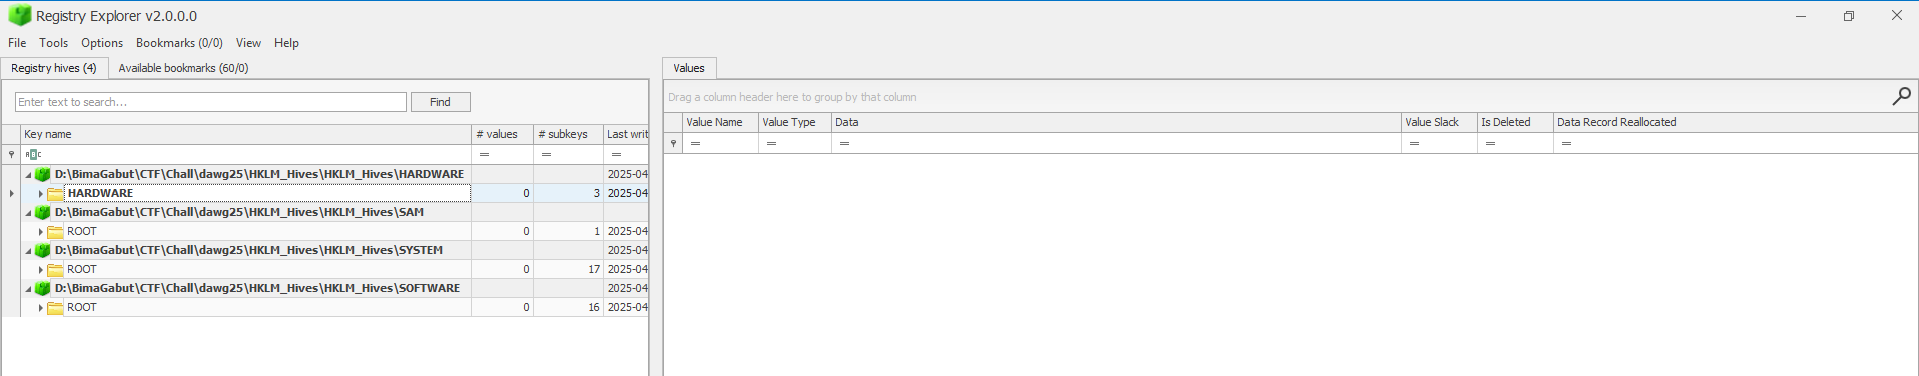 Registry Explorer v2.0.0.0
File Tools Options Bookmarks (0/0) View Help
Registry hives (4) Available bookmarks (60/0) Values
Enter text to search... Find
Drag a column header here to group by that column
Key name # values # subkeys Last writ
Value Name Value Type Data Value Slack Is Deleted Data Record Reallocated
ABC = = =
= = = = = =
D:\BimaGabut\CTF\Chall\dawg25\HKLM_Hives\HKLM_Hives\HARDWARE 2025-04
HARDWARE 0 3 2025-04
D:\BimaGabut\CTF\Chall\dawg25\HKLM_Hives\HKLM_Hives\SAM
ROOT 0 1 2025-04
D:\BimaGabut\CTF\Chall\dawg25\HKLM_Hives\HKLM_Hives\SYSTEM 2025-04
ROOT 0 17 2025-04
D:\BimaGabut\CTF\Chall\dawg25\HKLM_Hives\HKLM_Hives\SOFTWARE 2025-04
ROOT 0 16 2025-04